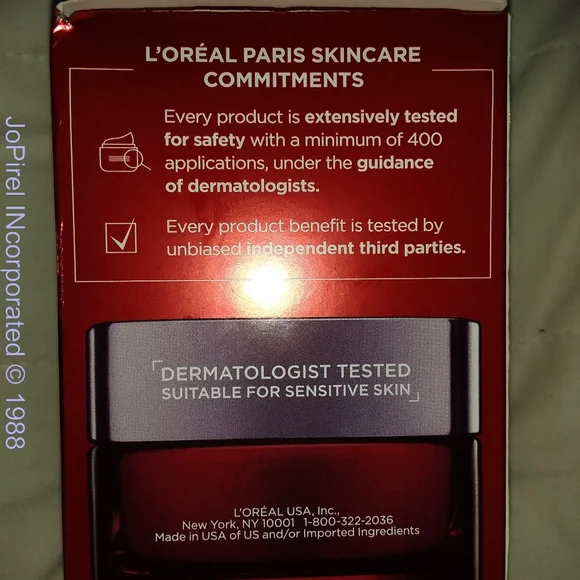 L'ORÉAL PARIS SKINCARE
COMMITMENTS
Every product is extensively tested
for safety with a minimum of 400
applications, under the guidance
of dermatologists.
Every product benefit is tested by
unbiased independent third parties.
DERMATOLOGIST TESTED
SUITABLE FOR SENSITIVE SKIN
L'ORÉAL USA, Inc.,
New York, NY 10001 1-800-322-2036
Made in USA of US and/or Imported Ingredients
JoPirel INcorporated © 1988